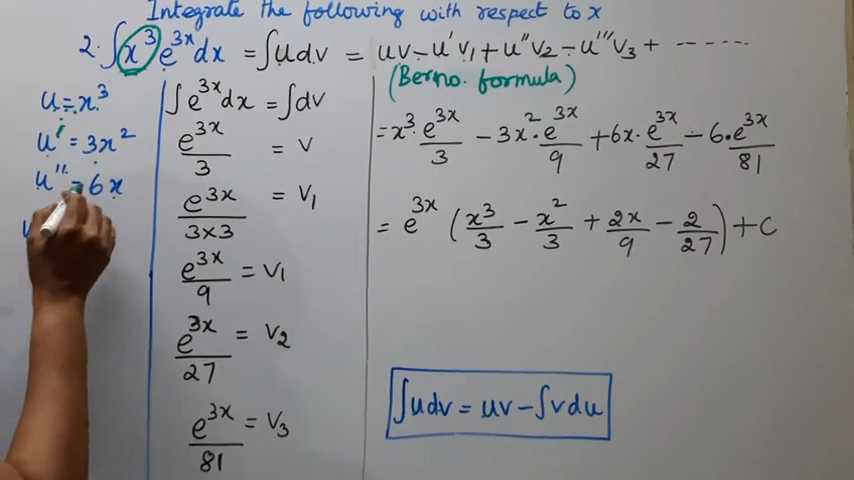 Integrate the following with respect to x
2. ∫x³ e^{3x} dx = ∫u dv = uv - u'v₁ + u''v₂ - u'''v₃ + ------
(Berno. formula)
u = x³
u' = 3x²
u'' = 6x
∫e^{3x} dx = ∫dv
e^{3x}/3 = v
e^{3x}/(3×3) = v₁
e^{3x}/9 = v₁
e^{3x}/27 = v₂
e^{3x}/81 = v₃
= x³·e^{3x}/3 - 3x²·e^{3x}/9 + 6x·e^{3x}/27 - 6·e^{3x}/81
= e^{3x} (x³/3 - x²/3 + 2x/9 - 2/27) + c
∫u dv = uv - ∫v du